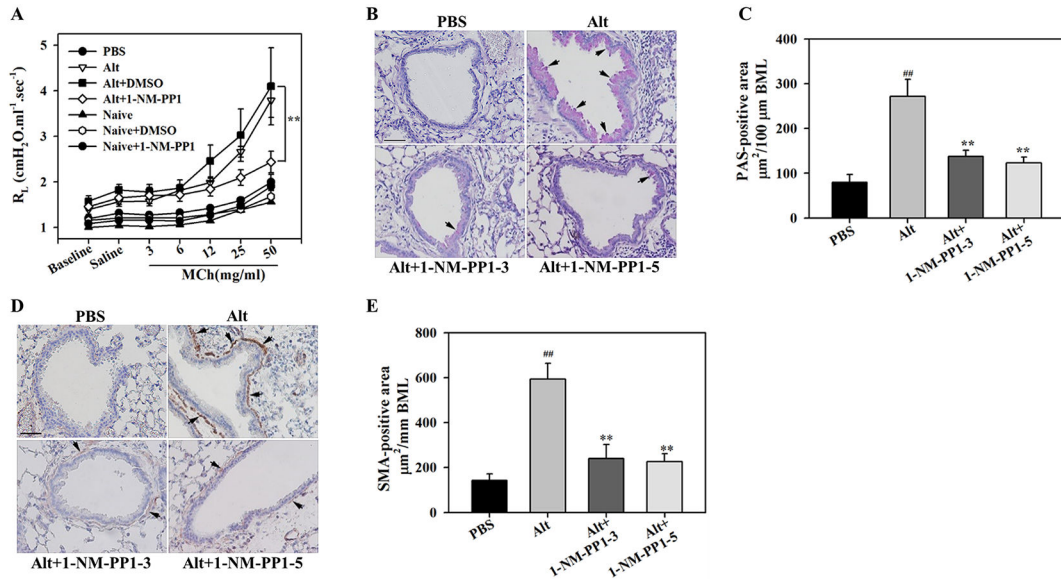 A
R_L (cmH₂O.ml⁻¹.sec⁻¹)
5
4
3
2
1
PBS
Alt
Alt+DMSO
Alt+1-NM-PP1
Naive
Naive+DMSO
Naive+1-NM-PP1
**
Baseline
Saline
3
6
12
25
50
MCh(mg/ml)
B
PBS
Alt
Alt+1-NM-PP1-3
Alt+1-NM-PP1-5
C
PAS-positive area
µm²/100 µm BML
400
300
200
100
0
##
**
**
PBS
Alt
Alt+
1-NM-PP1-3
Alt+
1-NM-PP1-5
D
PBS
Alt
Alt+1-NM-PP1-3
Alt+1-NM-PP1-5
E
SMA-positive area
µm²/mm BML
800
600
400
200
0
##
**
**
PBS
Alt
Alt+
1-NM-PP1-3
Alt+
1-NM-PP1-5